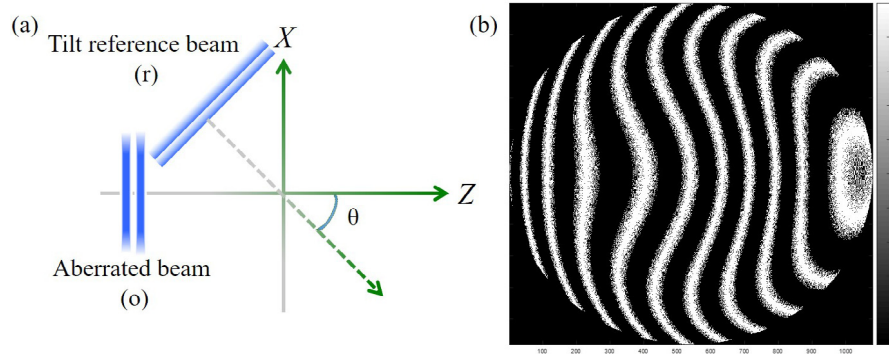 (a)
Tilt reference beam
(r)
X
Z
θ
Aberrated beam
(o)
(b)
100 200 300 400 500 600 700 800 900 1000